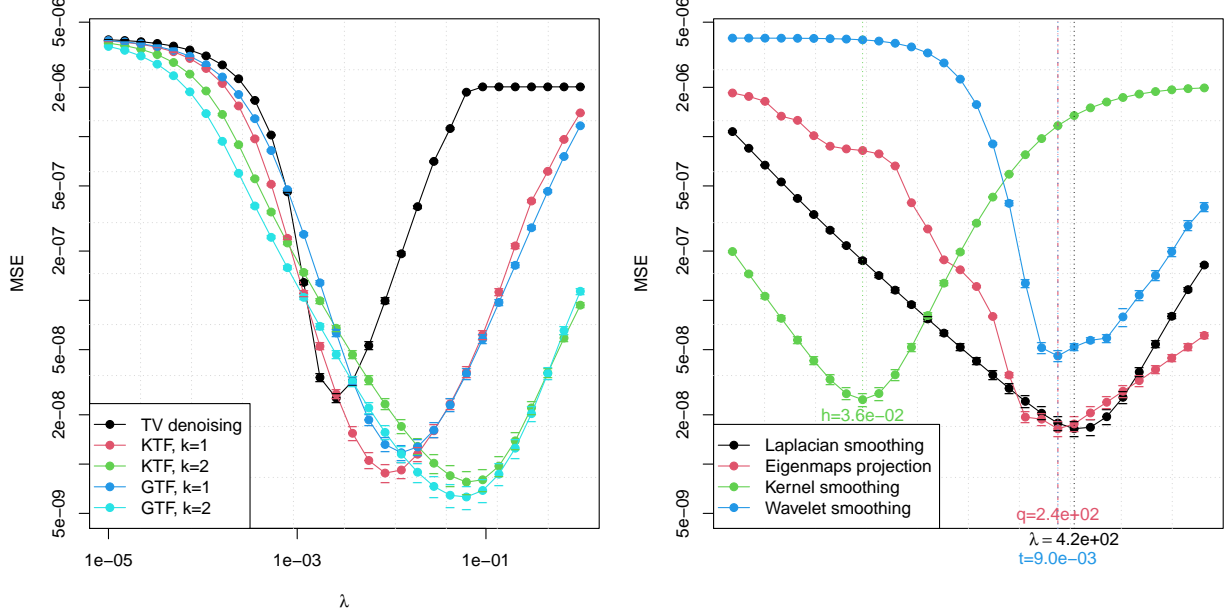 MSE
5e-06
2e-06
5e-07
2e-07
5e-08
2e-08
5e-09
TV denoising
KTF, k=1
KTF, k=2
GTF, k=1
GTF, k=2
1e-05
1e-03
1e-01
λ
MSE
5e-06
2e-06
5e-07
2e-07
5e-08
2e-08
5e-09
h=3.6e-02
Laplacian smoothing
Eigenmaps projection
Kernel smoothing
Wavelet smoothing
q=2.4e+02
λ = 4.2e+02
t=9.0e-03